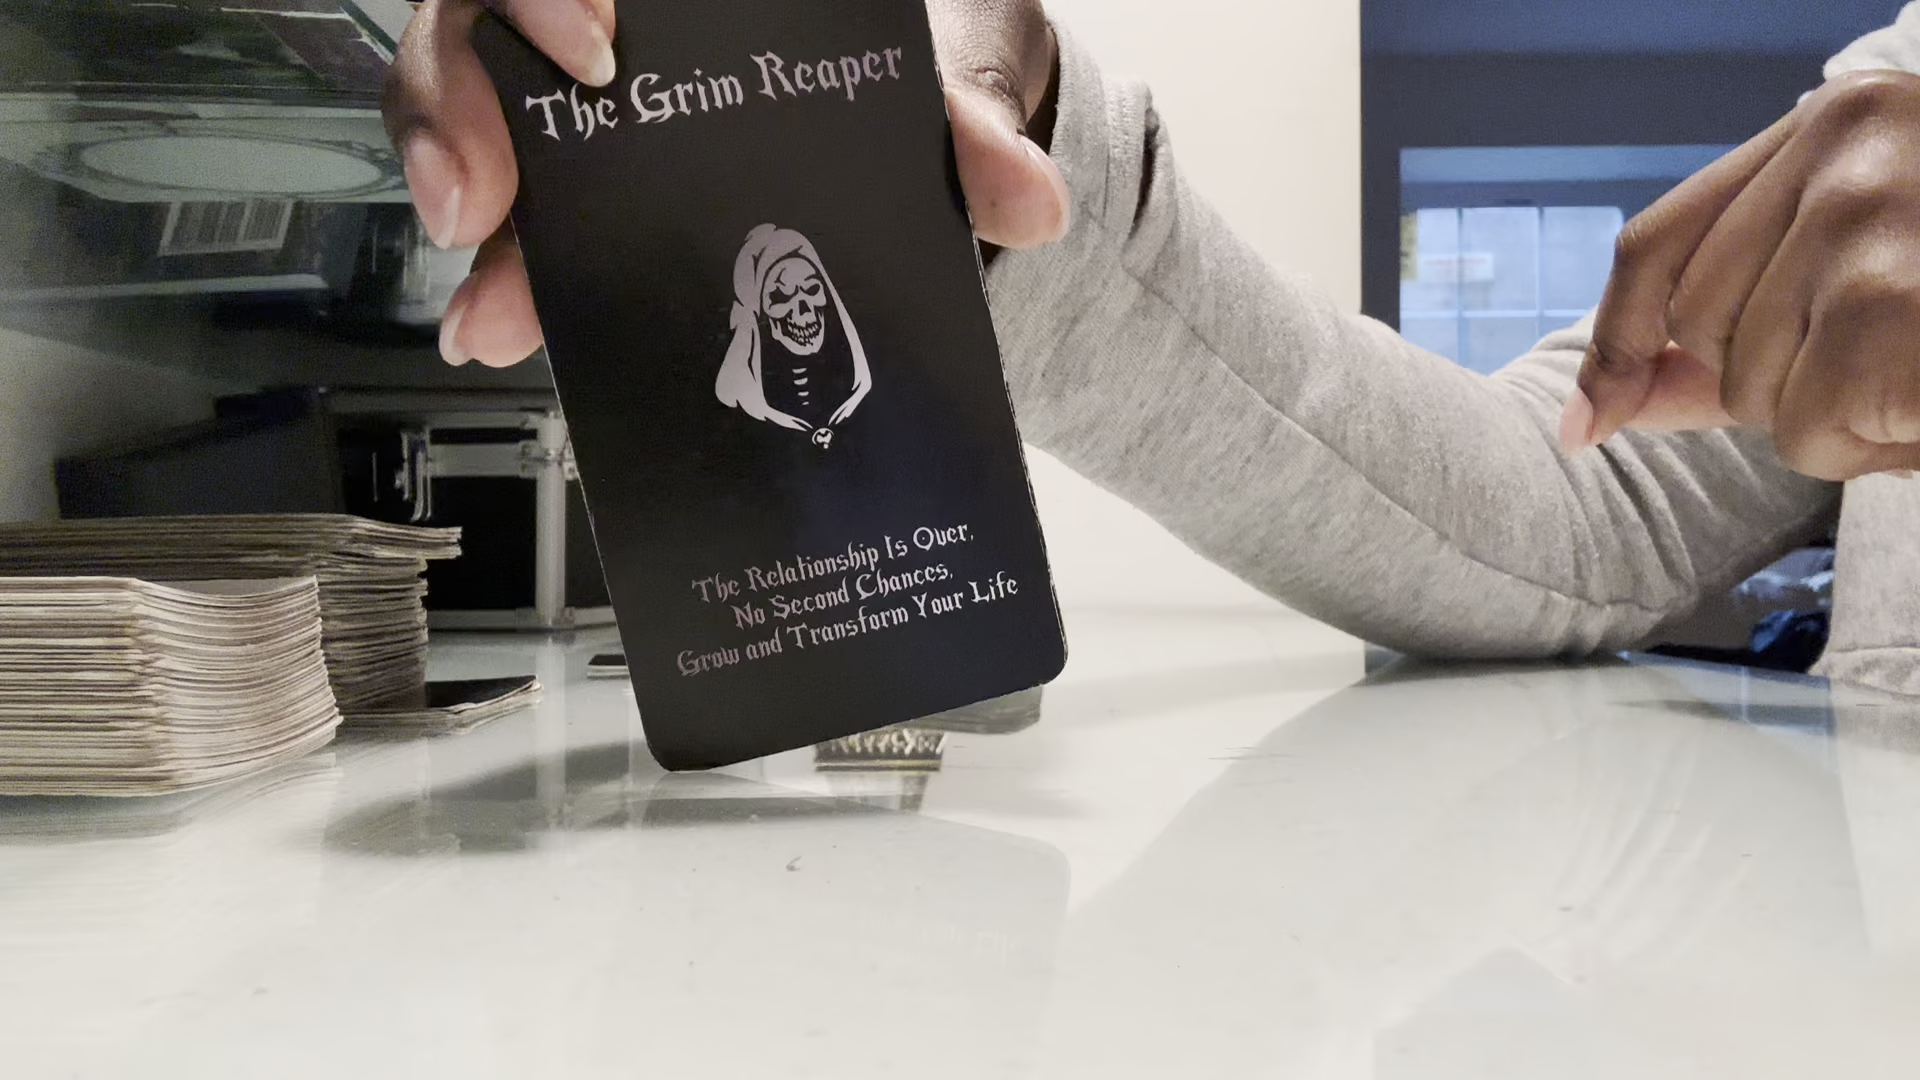 The Grim Reaper
The Relationship Is Over,
No Second Chances,
Grow and Transform Your Life